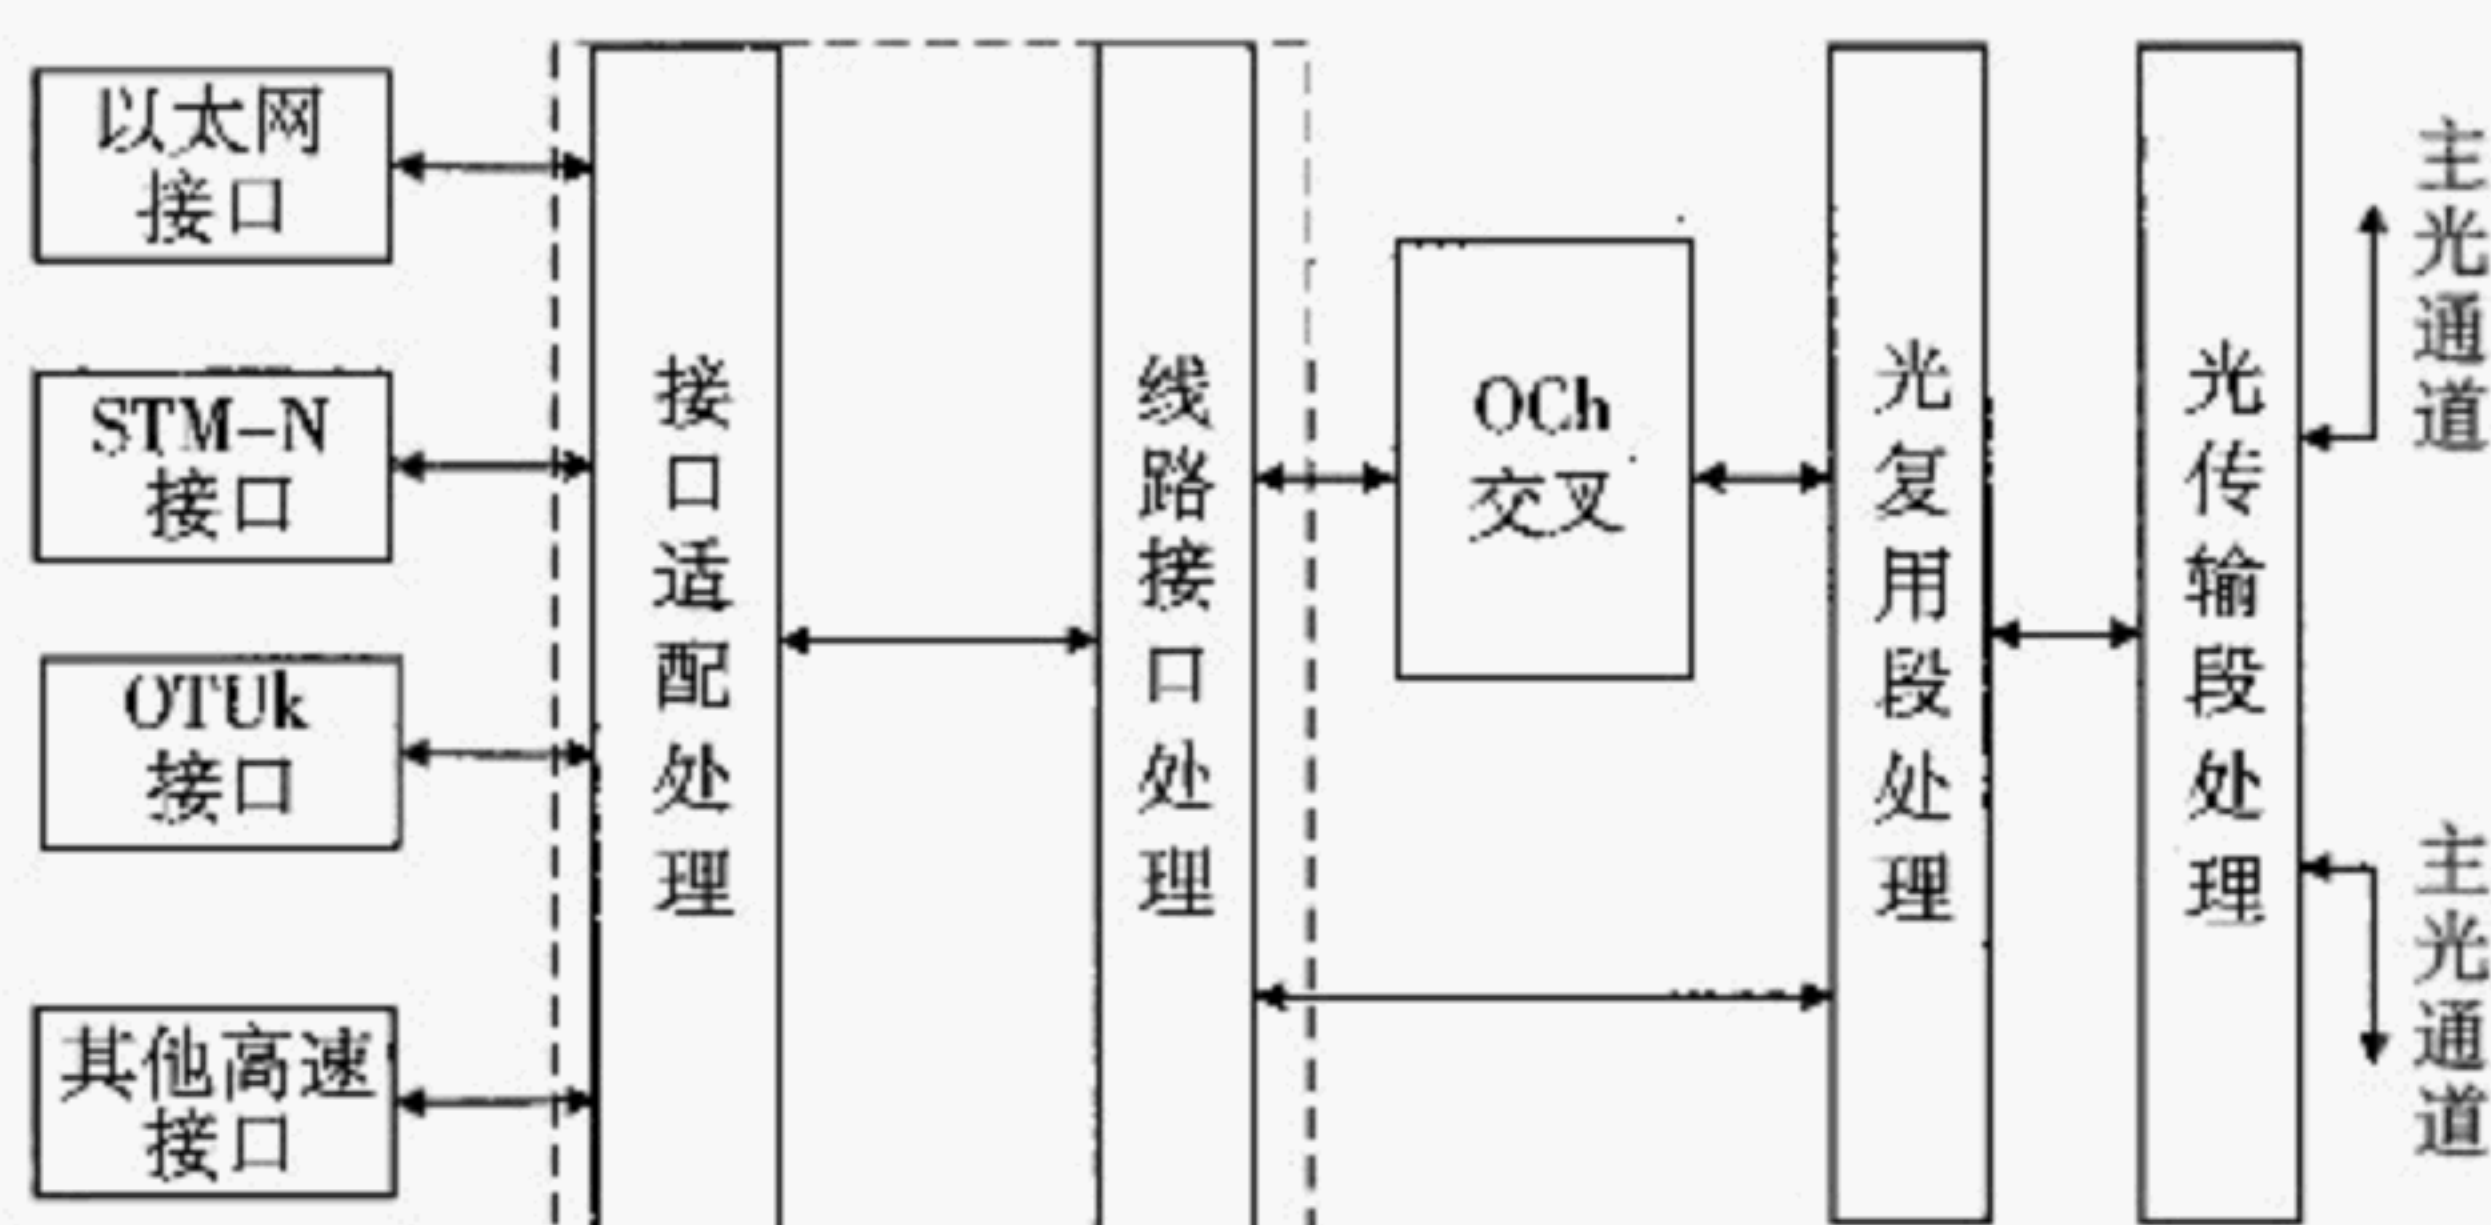 以太网
接口
STM-N
接口
OTUk
接口
其他高速
接口
接口适配处理
线路接口处理
OCh
交叉
光复用段处理
光传输段处理
主光通道
主光通道